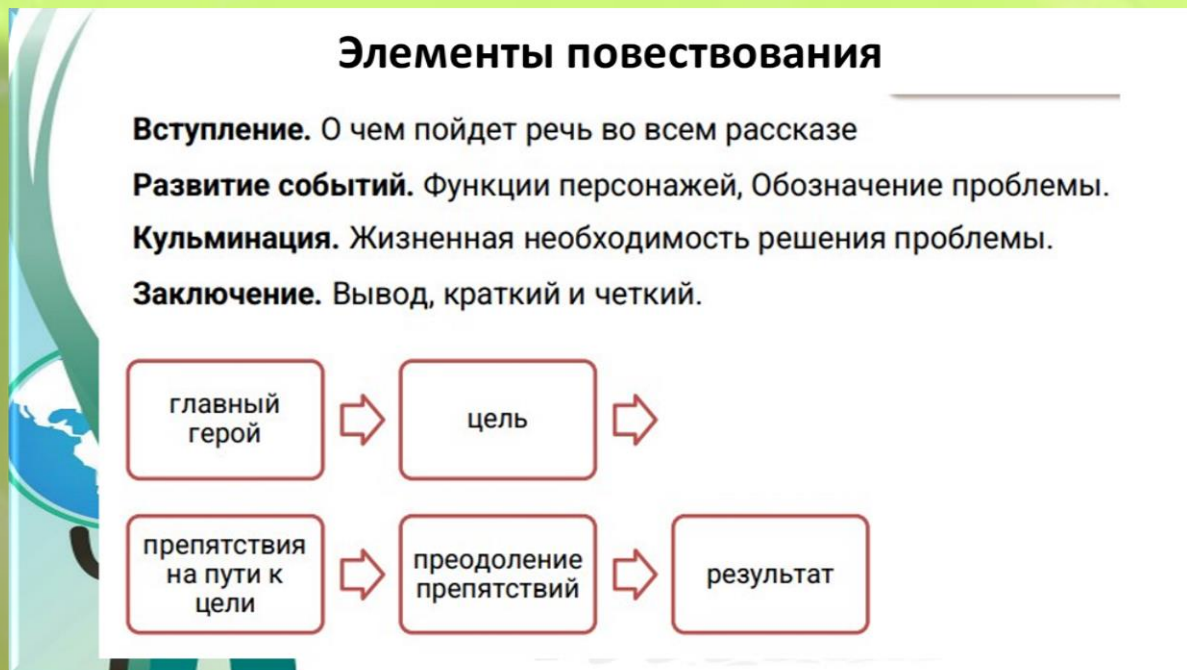 Элементы повествования
Вступление. О чем пойдет речь во всем рассказе
Развитие событий. Функции персонажей, Обозначение проблемы.
Кульминация. Жизненная необходимость решения проблемы.
Заключение. Вывод, краткий и четкий.
главный
герой
цель
препятствия
на пути к
цели
преодоление
препятствий
результат